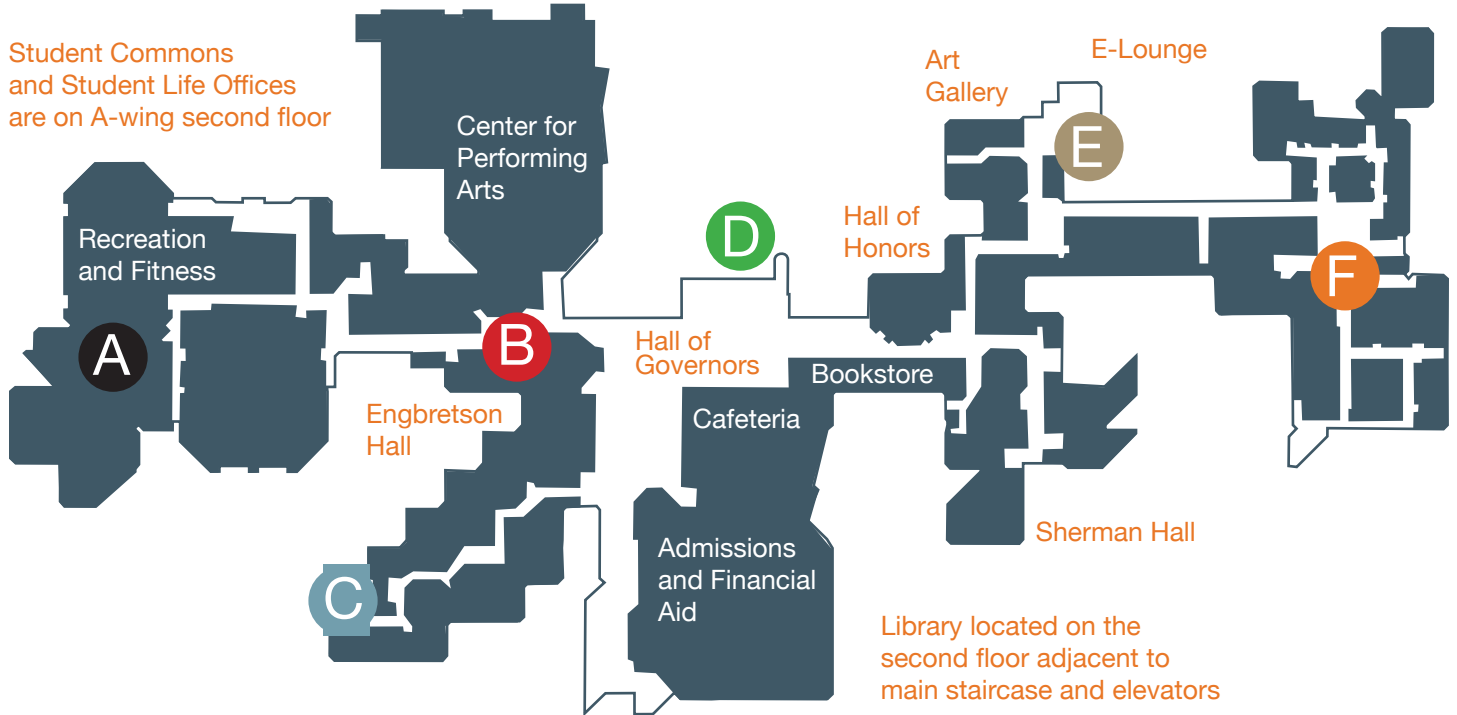 Student Commons
and Student Life Offices
are on A-wing second floor
Center for
Performing
Arts
Art
Gallery
E-Lounge
E
Recreation
and Fitness
D
Hall of
Honors
F
A
B
Hall of
Governors
Bookstore
Engbretson
Hall
Cafeteria
C
Admissions
and Financial
Aid
Sherman Hall
Library located on the
second floor adjacent to
main staircase and elevators